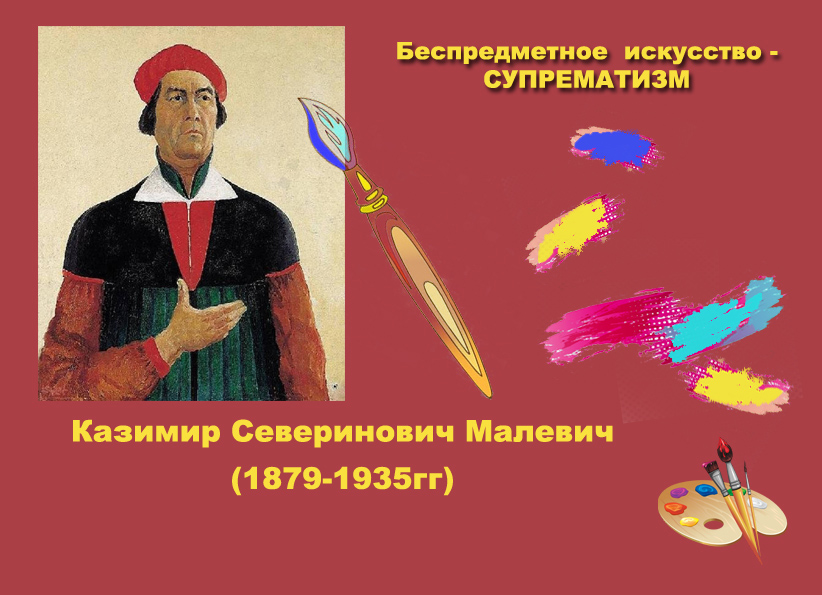 Беспредметное искусство -
СУПРЕМАТИЗМ
Казимир Северинович Малевич
(1879-1935гг)